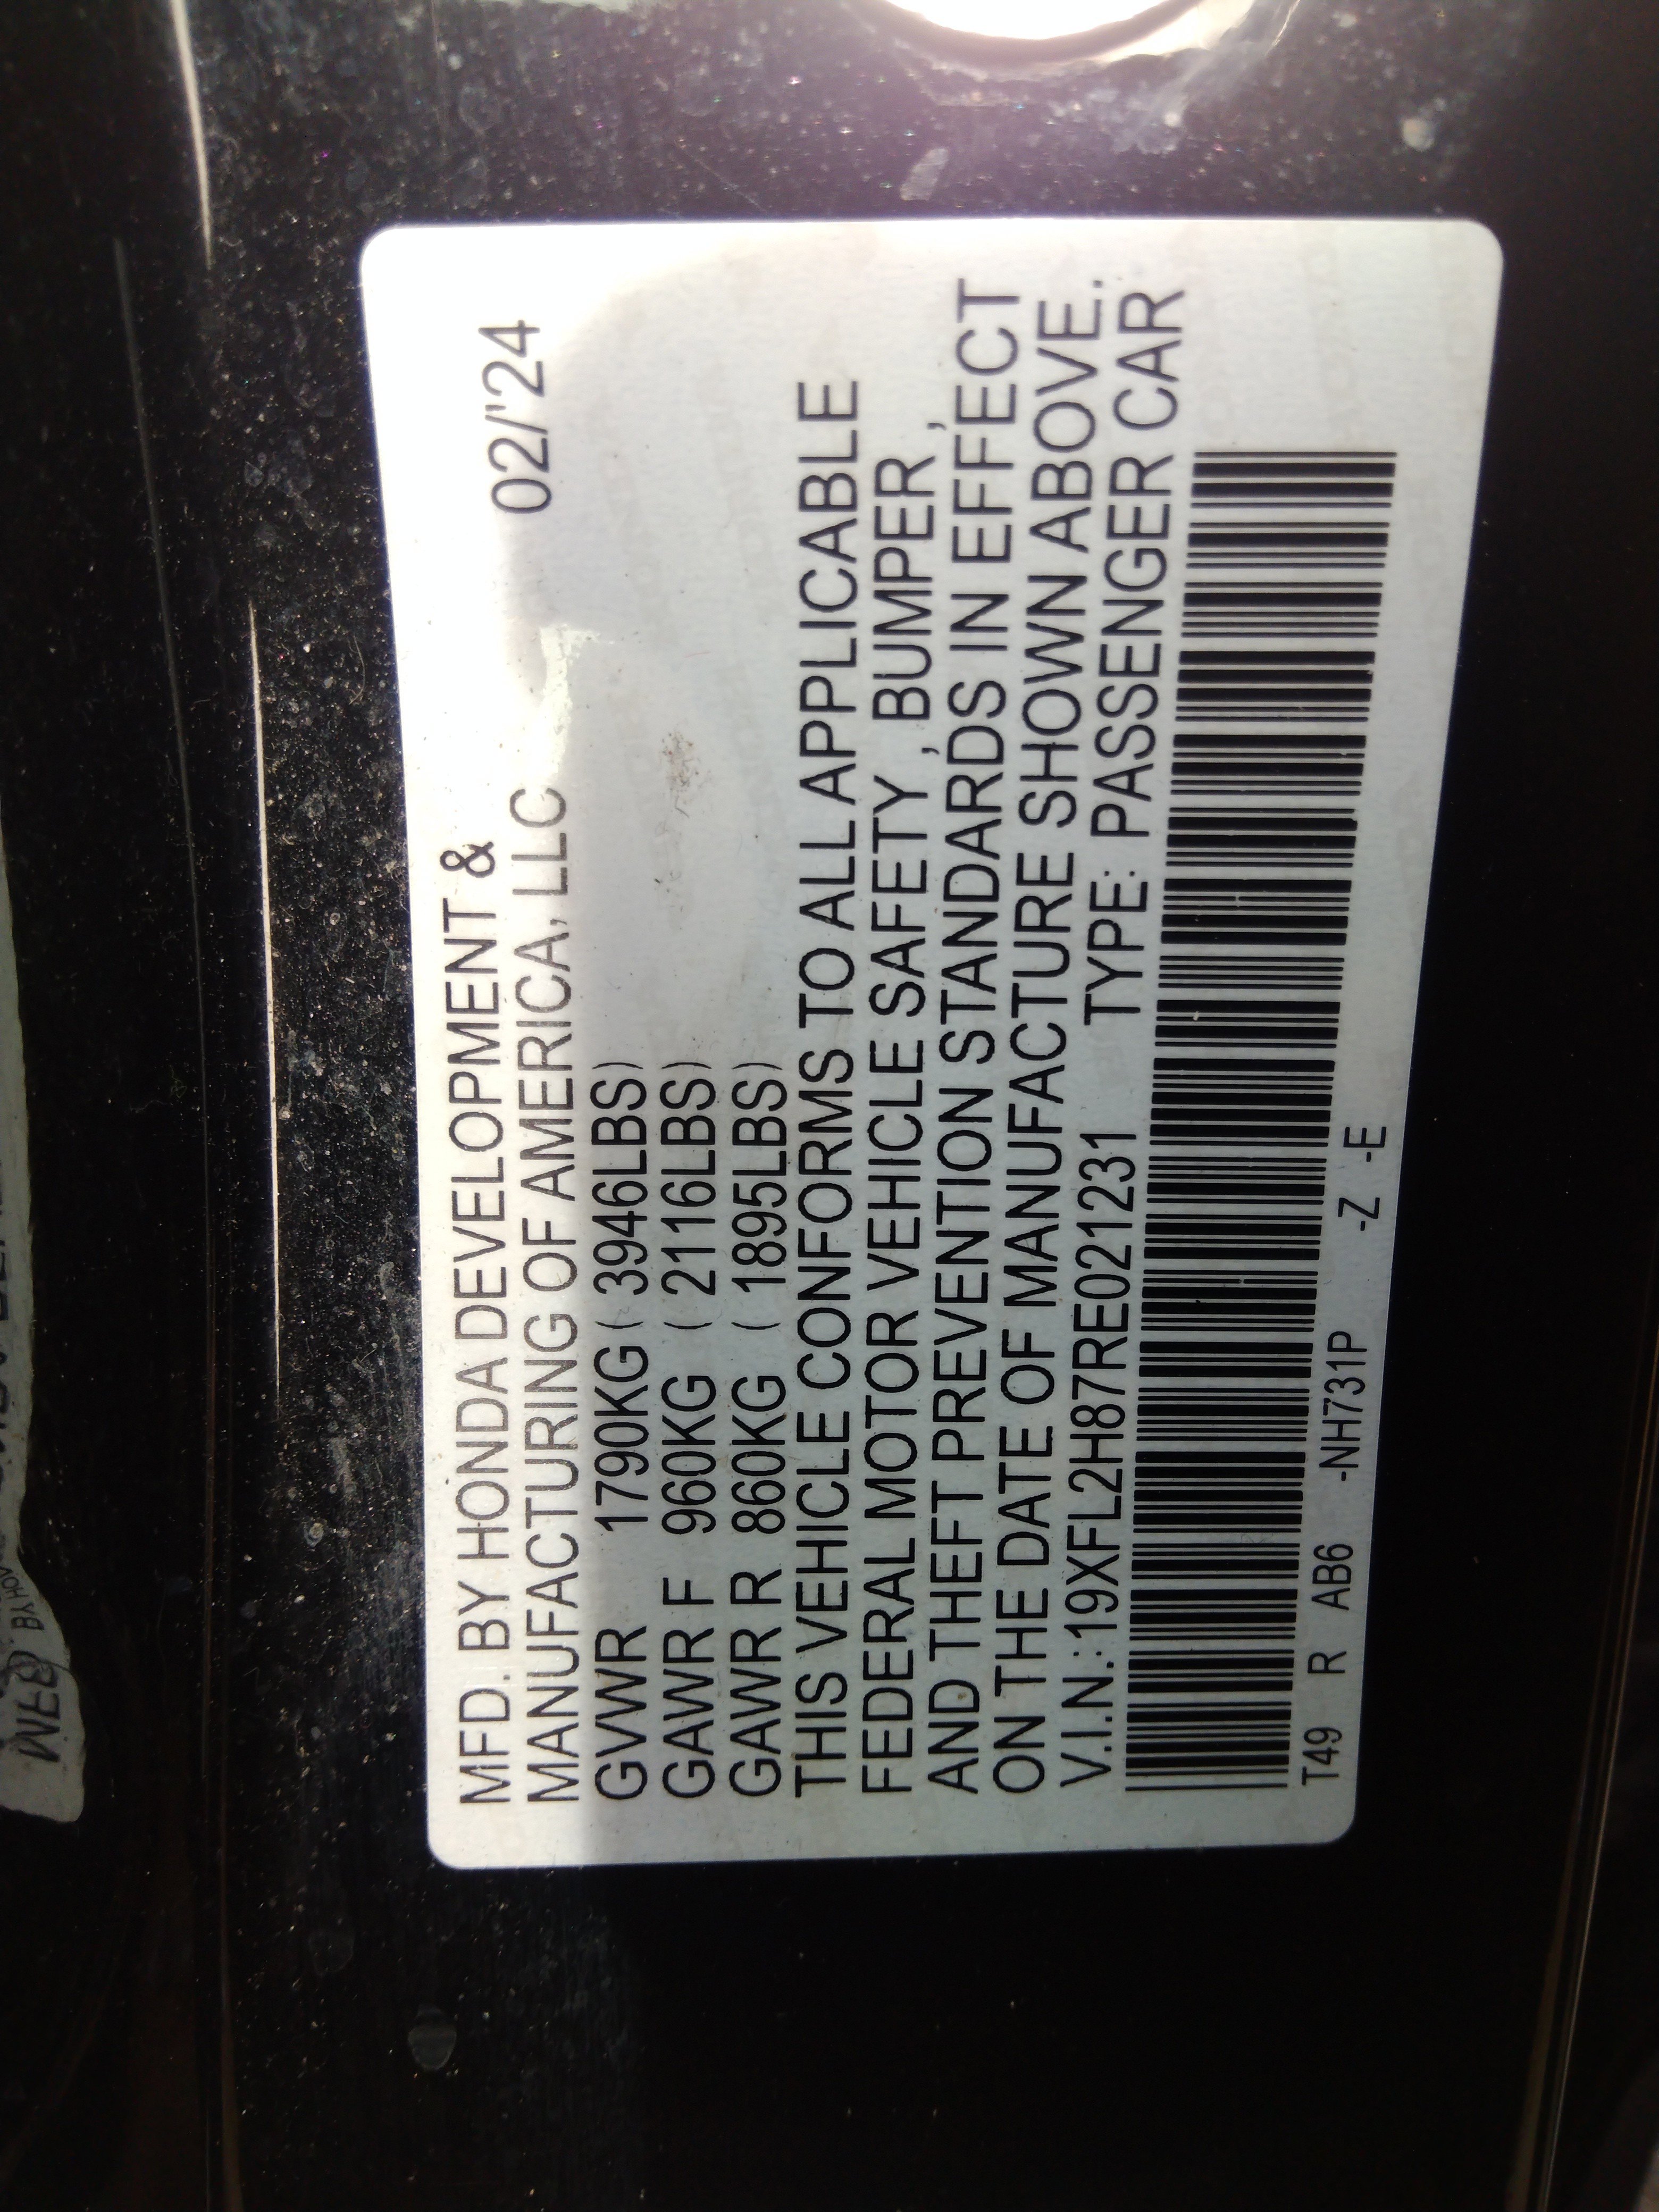 MFD. BY HONDA DEVELOPMENT &
MANUFACTURING OF AMERICA, LLC 02/'24
GVWR 1790KG ( 3946LBS)
GAWR F 960KG ( 2116LBS)
GAWR R 860KG ( 1895LBS)
THIS VEHICLE CONFORMS TO ALL APPLICABLE
FEDERAL MOTOR VEHICLE SAFETY , BUMPER ,
AND THEFT PREVENTION STANDARDS IN EFFECT
ON THE DATE OF MANUFACTURE SHOWN ABOVE.
V.I.N.:19XFL2H87RE021231 TYPE: PASSENGER CAR
T49 R AB6 -NH731P -Z -E